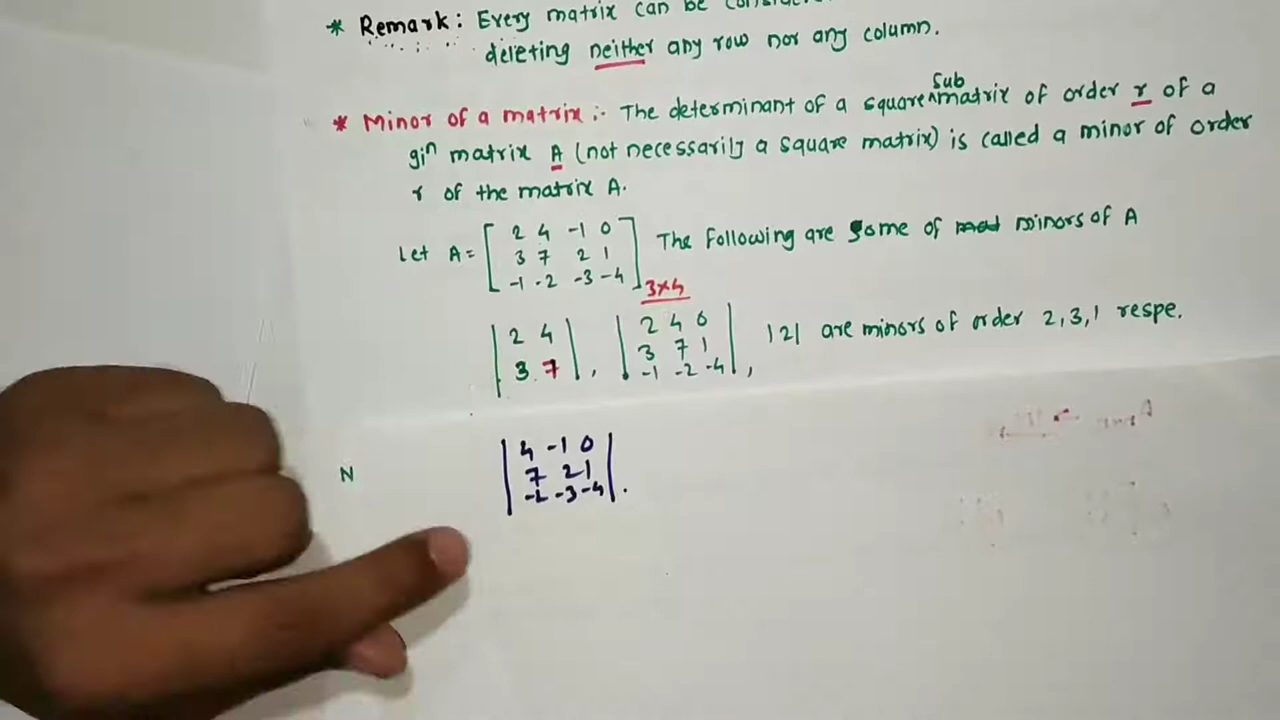 * Remark: Every matrix can be
deleting neither any row nor any column.
* Minor of a matrix:- The determinant of a square ^sub matrix of order r of a
giⁿ matrix A (not necessarily a square matrix) is called a minor of order
r of the matrix A.
Let A = [ 2 4 -1 0 The following are some of minors of A
3 7 2 1
-1 -2 -3 -4 ] 3×4
| 2 4 | , | 2 4 0 | , |2| are minors of order 2,3,1 respe.
| 3 7 | | 3 7 1 |
| -1 -2 -4 |
| 4 -1 0 |
N | 7 2 1 |
| -2 -3 -4 | .